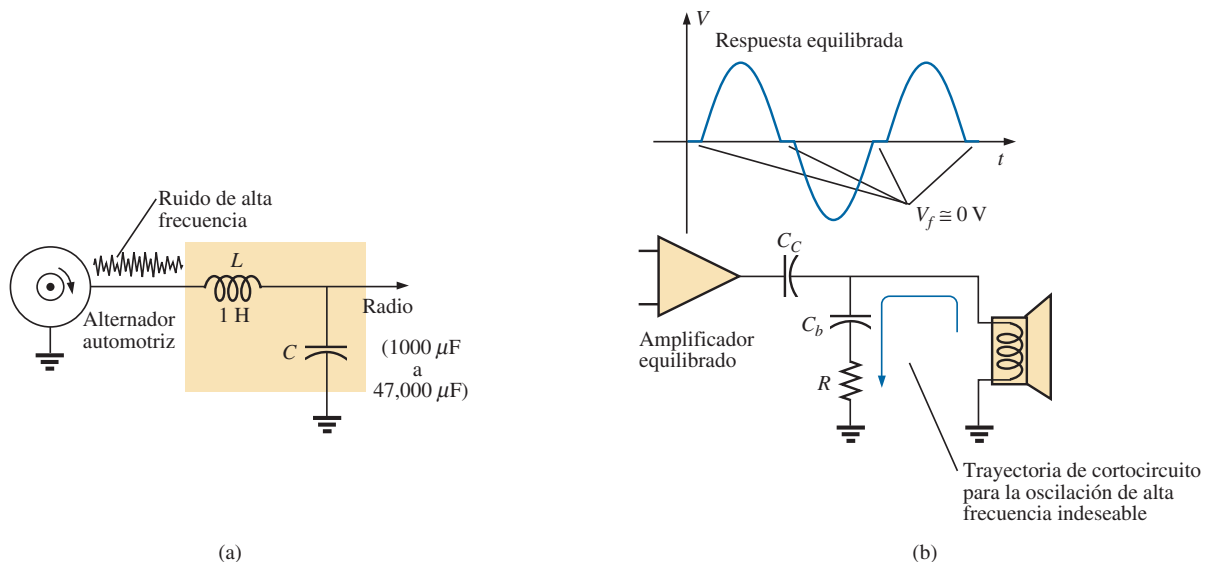 Ruido de alta
frecuencia
L
1 H
Alternador
automotriz
Radio
C
(1000 μF
a
47,000 μF)
(a)
V
Respuesta equilibrada
t
V_f ≅ 0 V
C_C
Amplificador
equilibrado
C_b
R
Trayectoria de cortocircuito
para la oscilación de alta
frecuencia indeseable
(b)